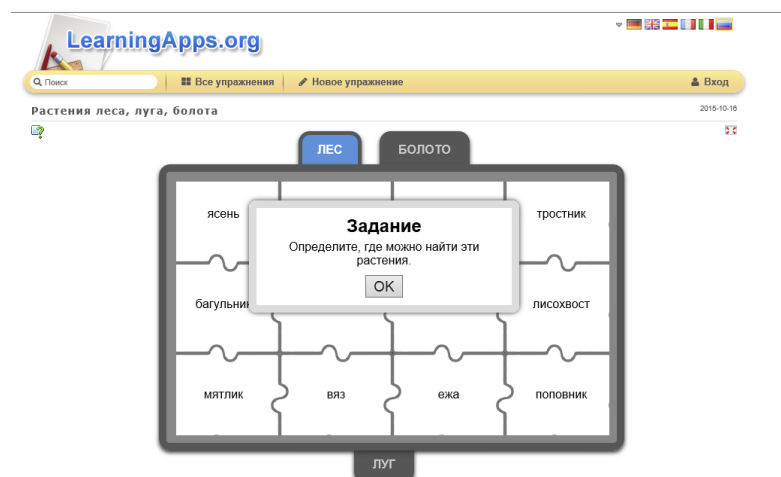 LearningApps.org
Поиск
Все упражнения
Новое упражнение
Вход
Растения леса, луга, болота
2015-10-16
ЛЕС
БОЛОТО
ясень
тростник
Задание
Определите, где можно найти эти
растения.
OK
багульник
лисохвост
мятлик
вяз
ежа
поповник
ЛУГ